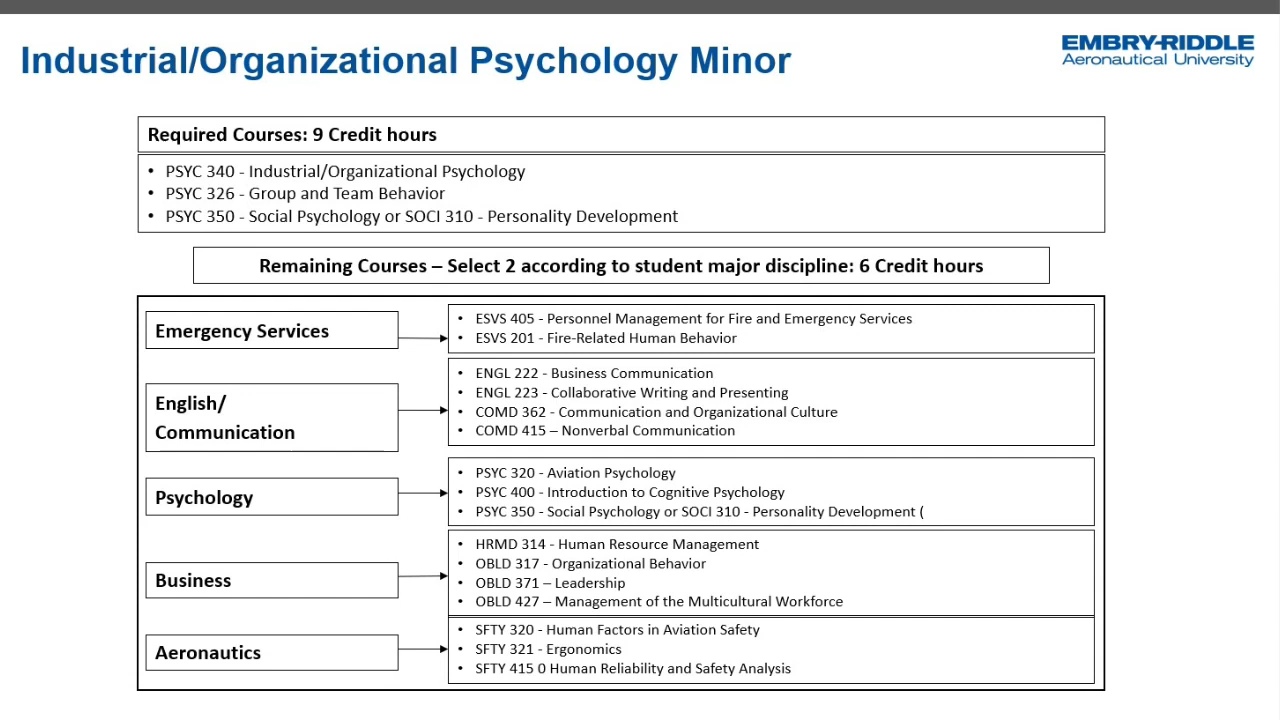 Industrial/Organizational Psychology Minor
EMBRY-RIDDLE
Aeronautical University
Required Courses: 9 Credit hours
• PSYC 340 - Industrial/Organizational Psychology
• PSYC 326 - Group and Team Behavior
• PSYC 350 - Social Psychology or SOCI 310 - Personality Development
Remaining Courses – Select 2 according to student major discipline: 6 Credit hours
Emergency Services
• ESVS 405 - Personnel Management for Fire and Emergency Services
• ESVS 201 - Fire-Related Human Behavior
English/
Communication
• ENGL 222 - Business Communication
• ENGL 223 - Collaborative Writing and Presenting
• COMD 362 - Communication and Organizational Culture
• COMD 415 – Nonverbal Communication
Psychology
• PSYC 320 - Aviation Psychology
• PSYC 400 - Introduction to Cognitive Psychology
• PSYC 350 - Social Psychology or SOCI 310 - Personality Development (
Business
• HRMD 314 - Human Resource Management
• OBLD 317 - Organizational Behavior
• OBLD 371 – Leadership
• OBLD 427 – Management of the Multicultural Workforce
Aeronautics
• SFTY 320 - Human Factors in Aviation Safety
• SFTY 321 - Ergonomics
• SFTY 415 0 Human Reliability and Safety Analysis